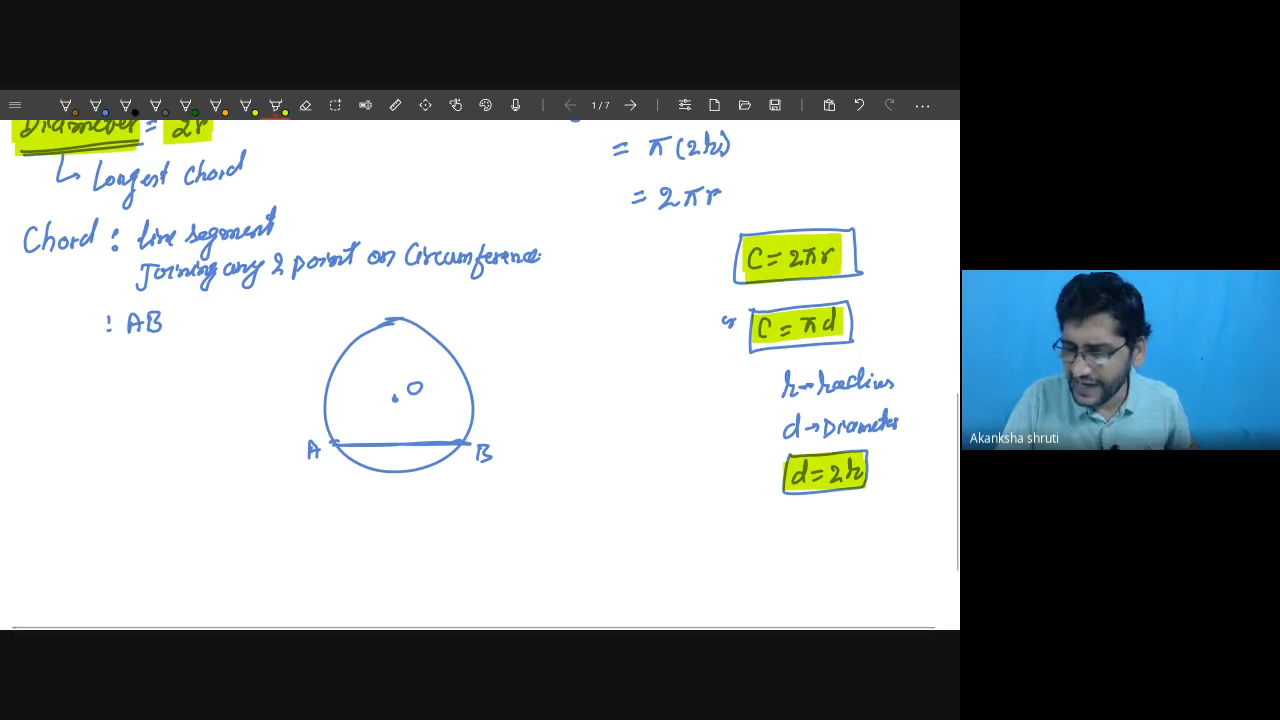 1/7
Diameter = 2r
↳ Longest chord
Chord : line segment
Joining any 2 point on Circumference.
: AB
O
A
B
= π(2r)
= 2πr
C = 2πr
or C = πd
r → radius
d → Diameter
d = 2r
Akanksha shruti